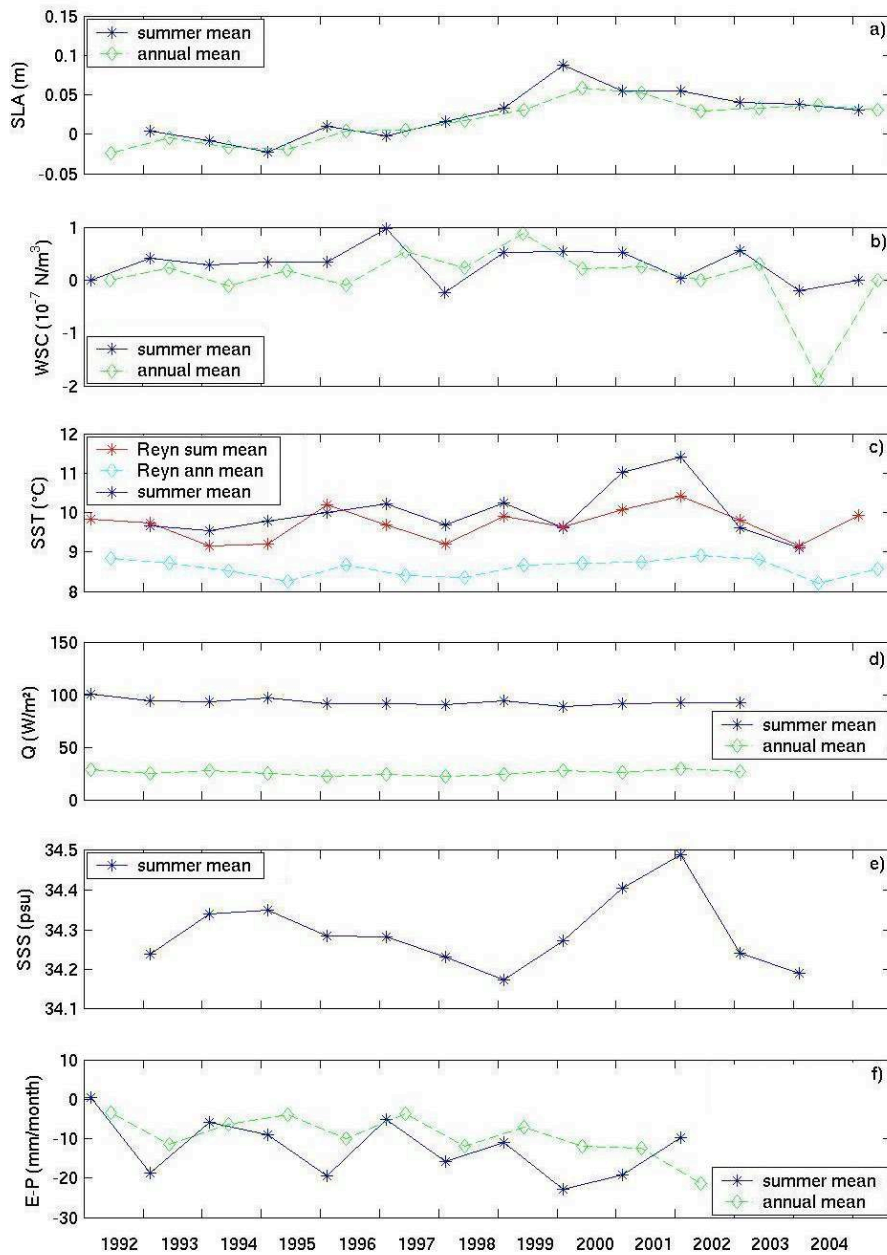 a)
summer mean
annual mean
0.15
0.1
0.05
0
-0.05
SLA (m)
b)
1
0
-1
-2
WSC (10⁻⁷ N/m³)
summer mean
annual mean
c)
Reyn sum mean
Reyn ann mean
summer mean
12
11
10
9
8
SST (°C)
d)
150
100
50
0
Q (W/m²)
summer mean
annual mean
e)
summer mean
34.5
34.4
34.3
34.2
34.1
SSS (psu)
f)
10
0
-10
-20
-30
E-P (mm/month)
summer mean
annual mean
1992 1993 1994 1995 1996 1997 1998 1999 2000 2001 2002 2003 2004